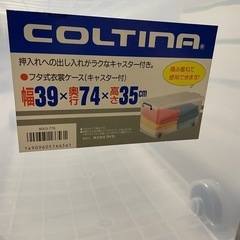 COLTINA
押入れへの出し入れがラクなキャスター付き。
●フタ式衣裳ケース(キャスター付)
積み重ねて
使用できます!
幅39×奥行74×高さ35cm